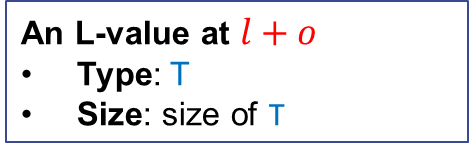 An L-value at l + o
• Type: T
• Size: size of T